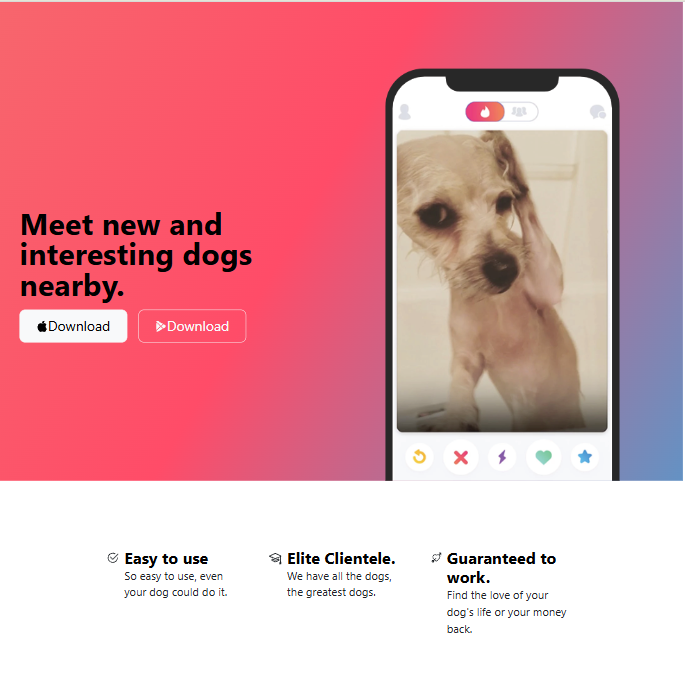 Meet new and
interesting dogs
nearby.
Download
Download
Easy to use
So easy to use, even
your dog could do it.
Elite Clientele.
We have all the dogs,
the greatest dogs.
Guaranteed to
work.
Find the love of your
dog's life or your money
back.